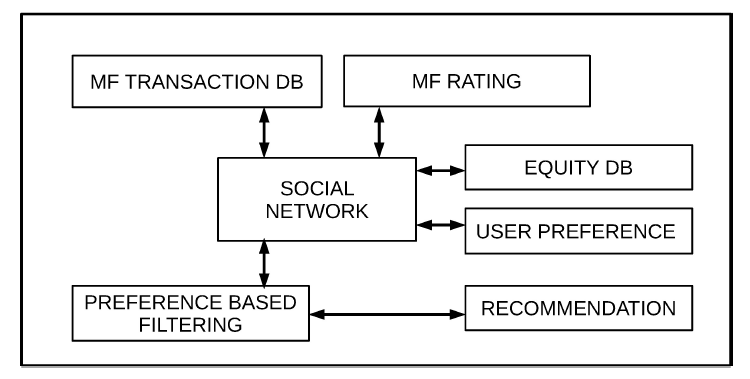 MF TRANSACTION DB
MF RATING
SOCIAL
NETWORK
EQUITY DB
USER PREFERENCE
PREFERENCE BASED
FILTERING
RECOMMENDATION